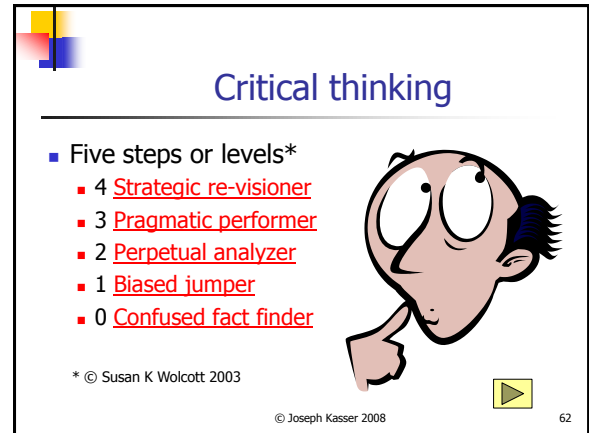 Critical thinking
Five steps or levels*
4 Strategic re-visioner
3 Pragmatic performer
2 Perpetual analyzer
1 Biased jumper
0 Confused fact finder
* © Susan K Wolcott 2003
© Joseph Kasser 2008
62